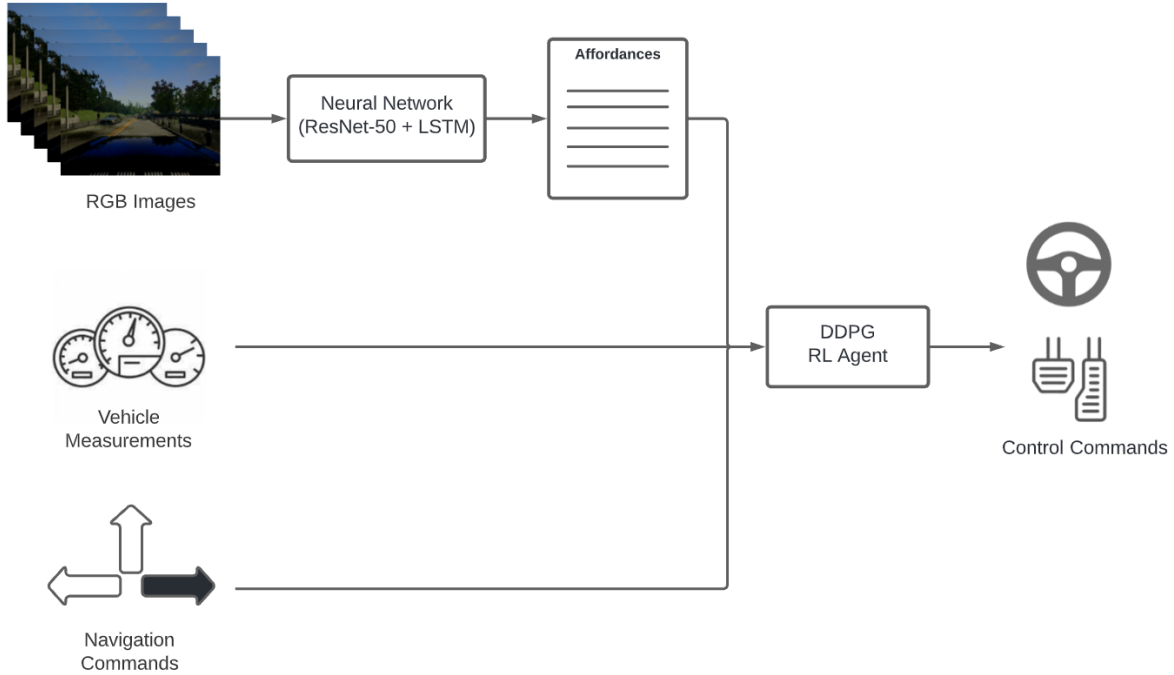 Affordances
Neural Network
(ResNet-50 + LSTM)
RGB Images
DDPG
RL Agent
Vehicle
Measurements
Control Commands
Navigation
Commands